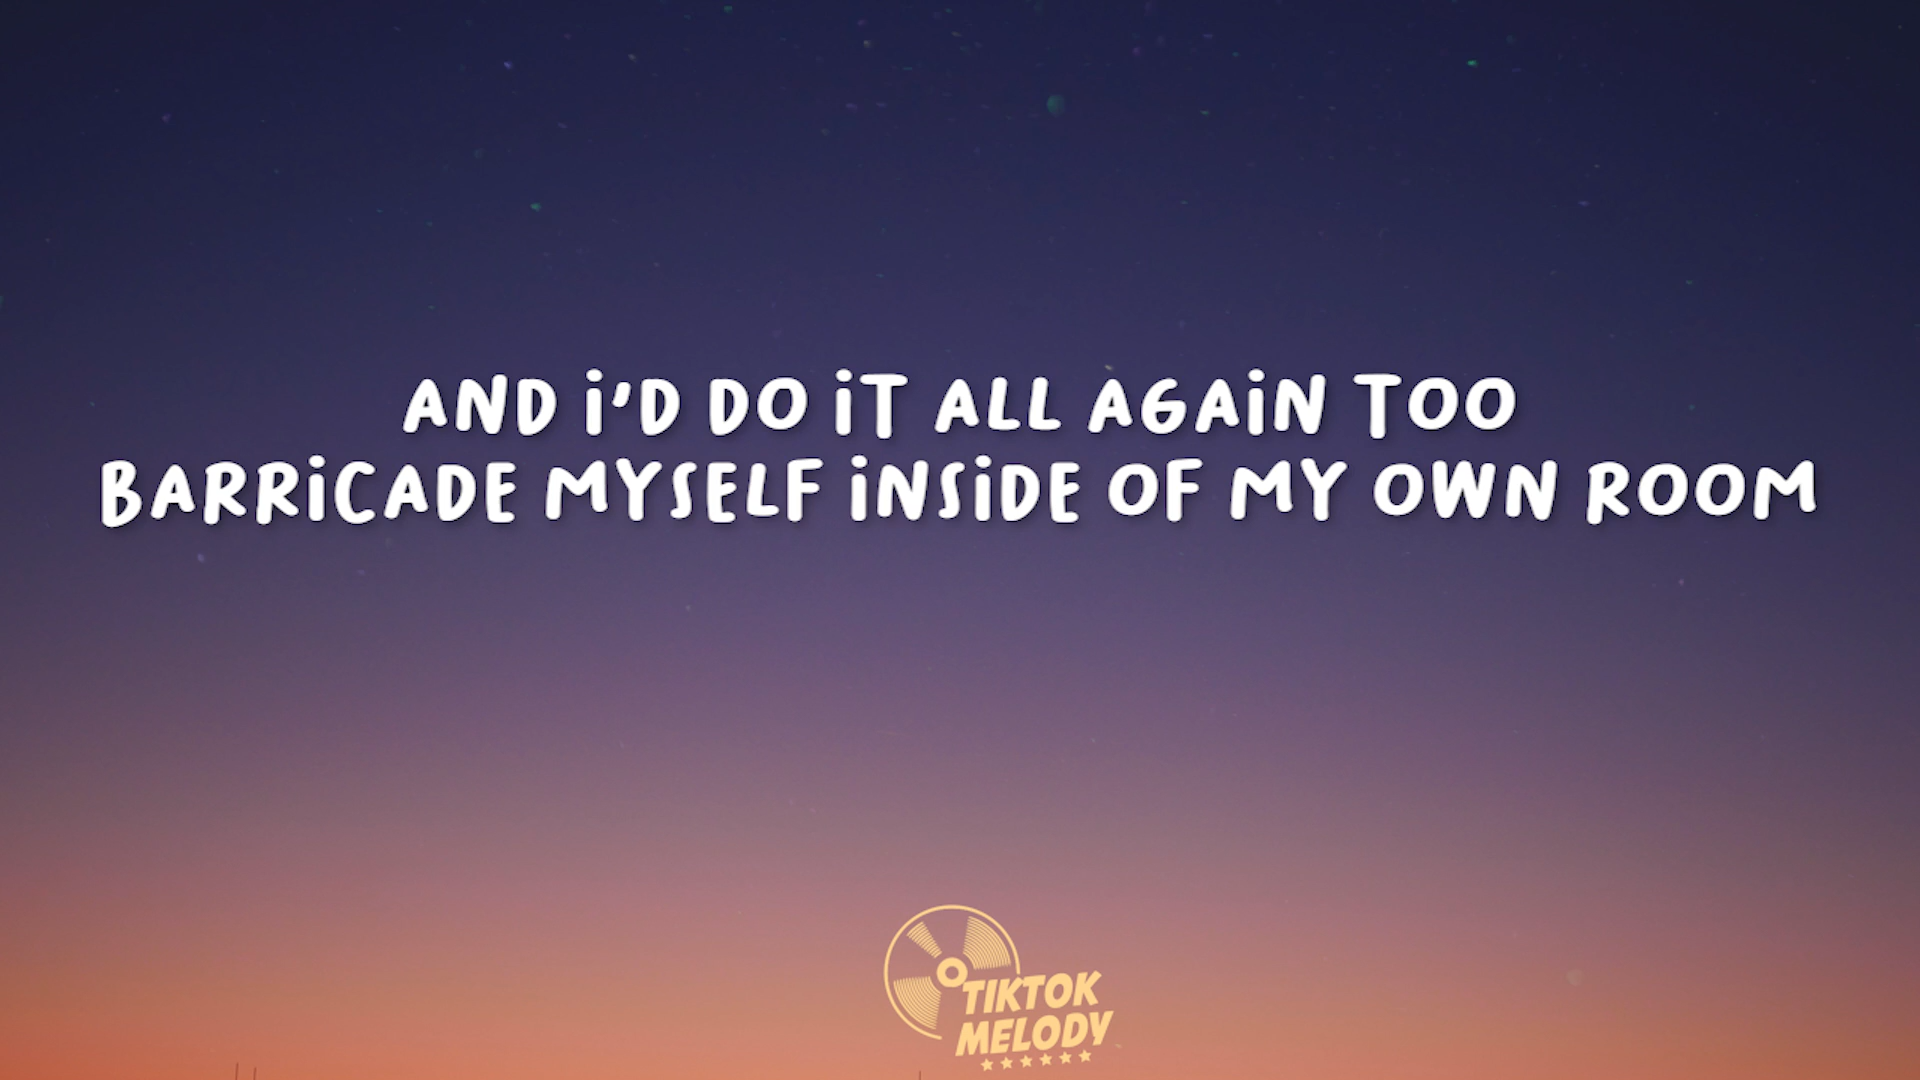 AND i'D DO iT ALL AGAiN TOO
BARRiCADE MYSELF iNSiDE OF MY OWN ROOM
TIKTOK
MELODY